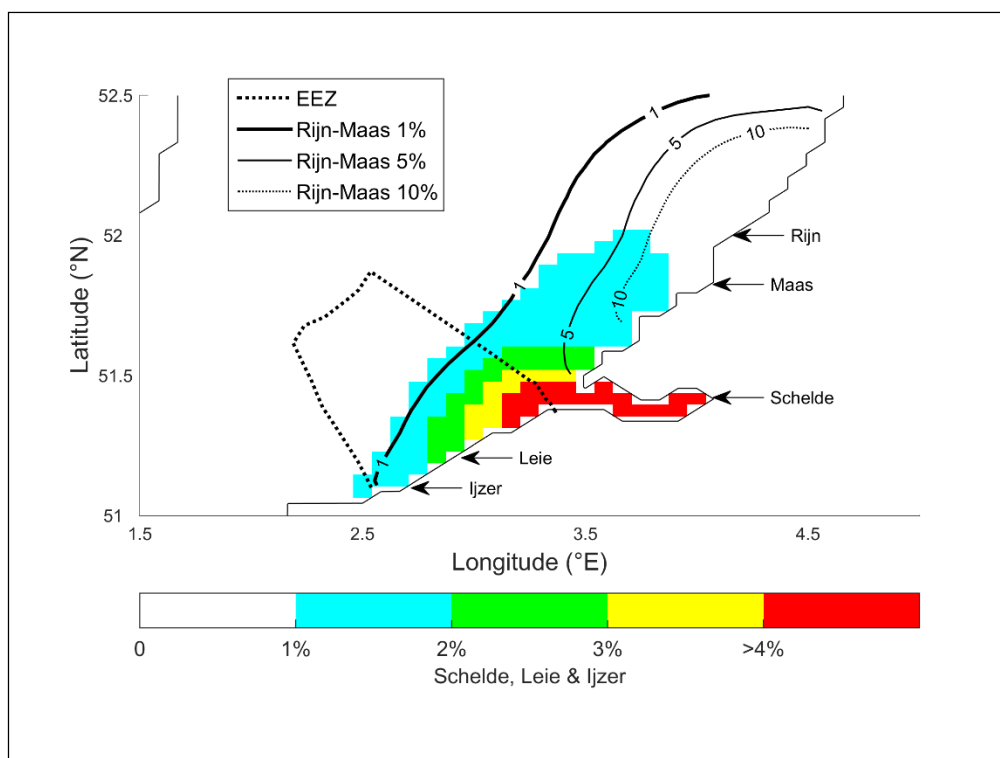 EEZ
Rijn-Maas 1%
Rijn-Maas 5%
Rijn-Maas 10%
52.5
52
51.5
51
Latitude (°N)
1
5
10
1
10
5
1
Rijn
Maas
Schelde
Leie
Ijzer
1.5 2.5 3.5 4.5
Longitude (°E)
0 1% 2% 3% >4%
Schelde, Leie & Ijzer